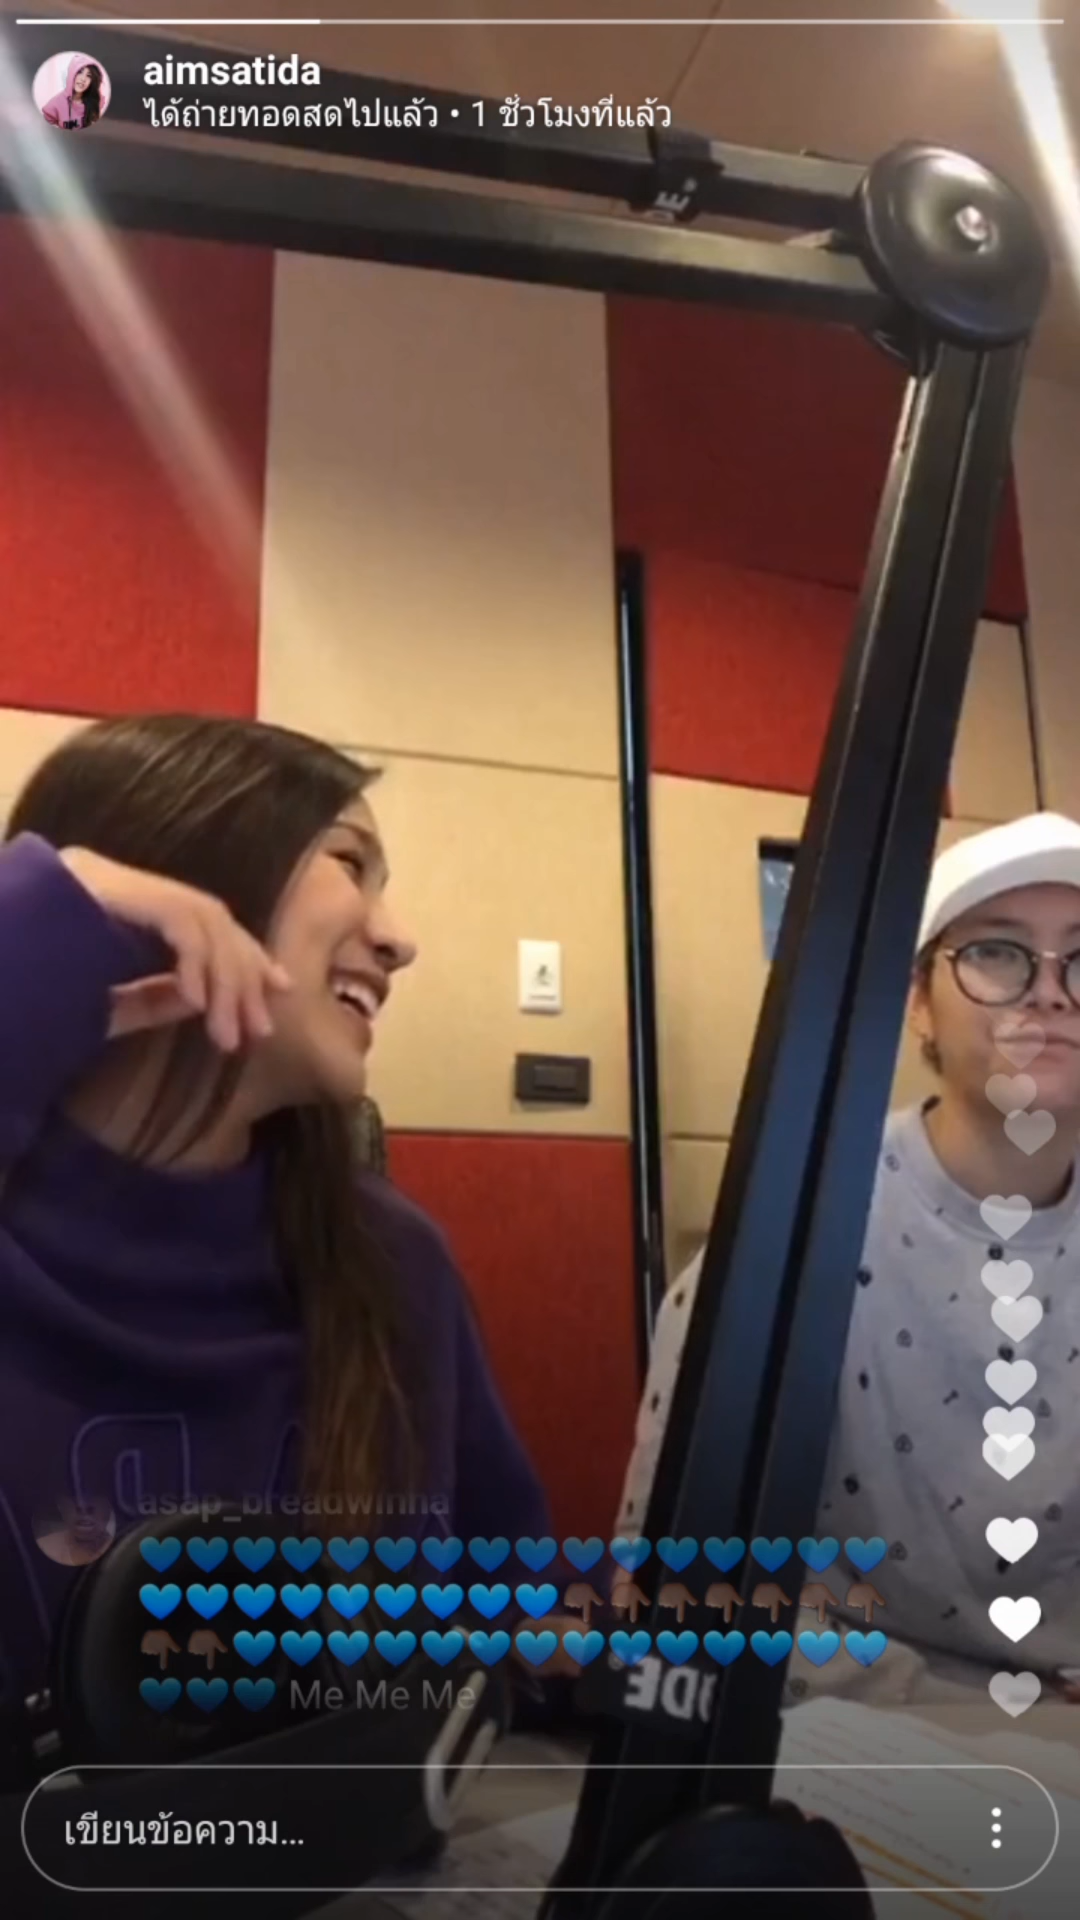 aimsatida
ได้ถ่ายทอดสดไปแล้ว • 1 ชั่วโมงที่แล้ว
asap_breadwinna
💙💙💙💙💙💙💙💙💙💙💙💙💙💙💙💙
💙💙💙💙💙💙💙💙💙👇🏿👇🏿👇🏿👇🏿👇🏿👇🏿👇🏿
👇🏿👇🏿💙💙💙💙💙💙💙💙💙💙💙💙💙💙
💙💙💙 Me Me Me
เขียนข้อความ...